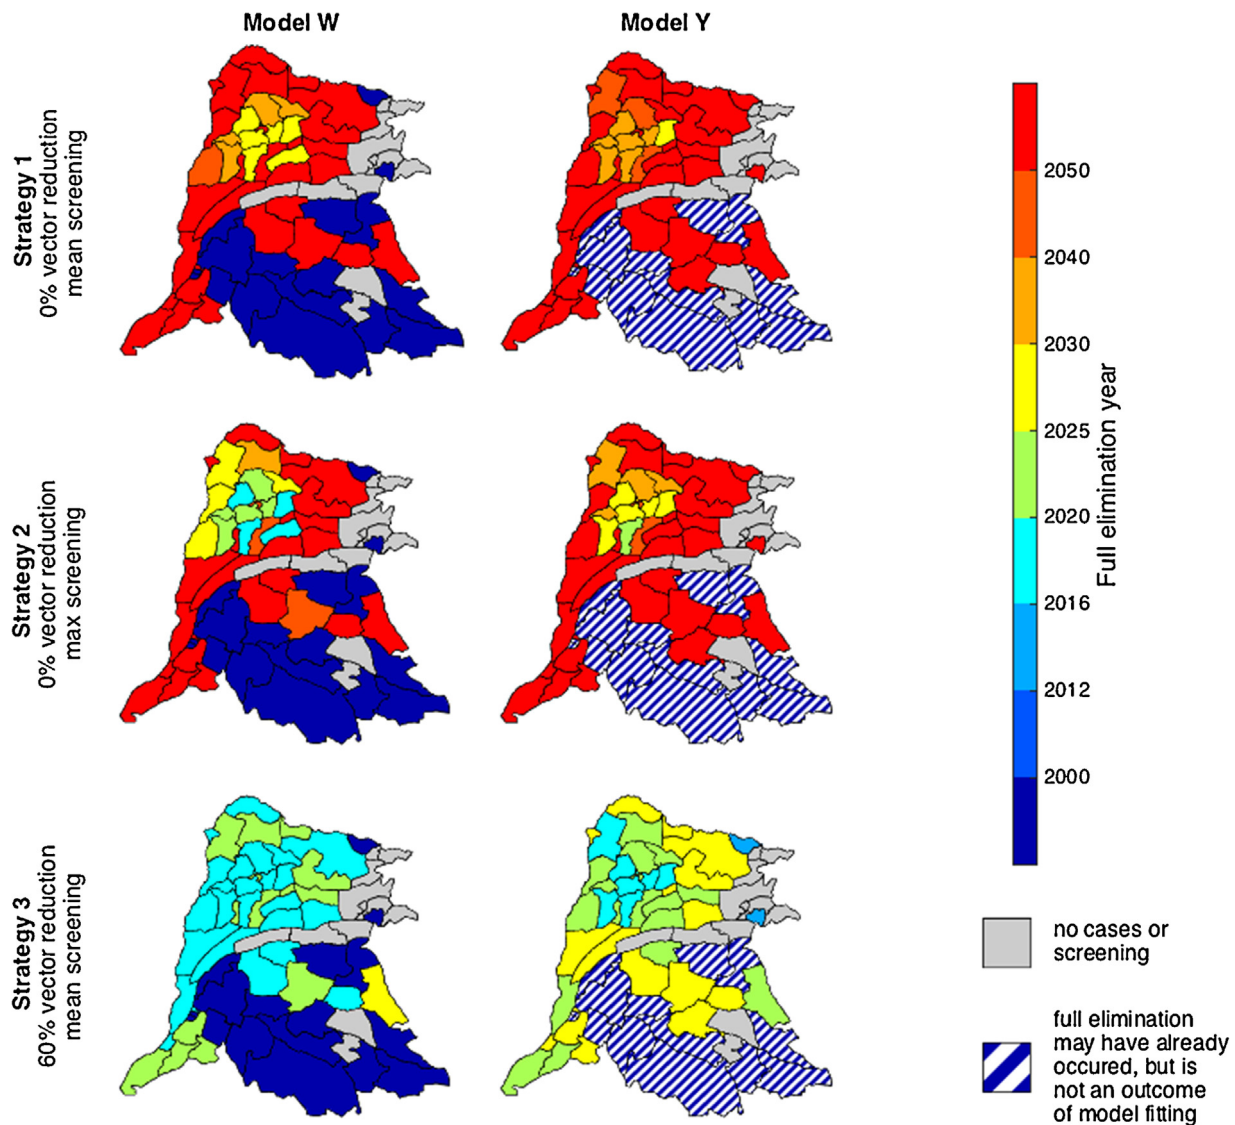 Model W
Model Y
Strategy 1
0% vector reduction
mean screening
Strategy 2
0% vector reduction
max screening
Strategy 3
60% vector reduction
mean screening
2050
2040
2030
2025
2020
2016
2012
2000
Full elimination year
no cases or
screening
full elimination
may have already
occured, but is
not an outcome
of model fitting